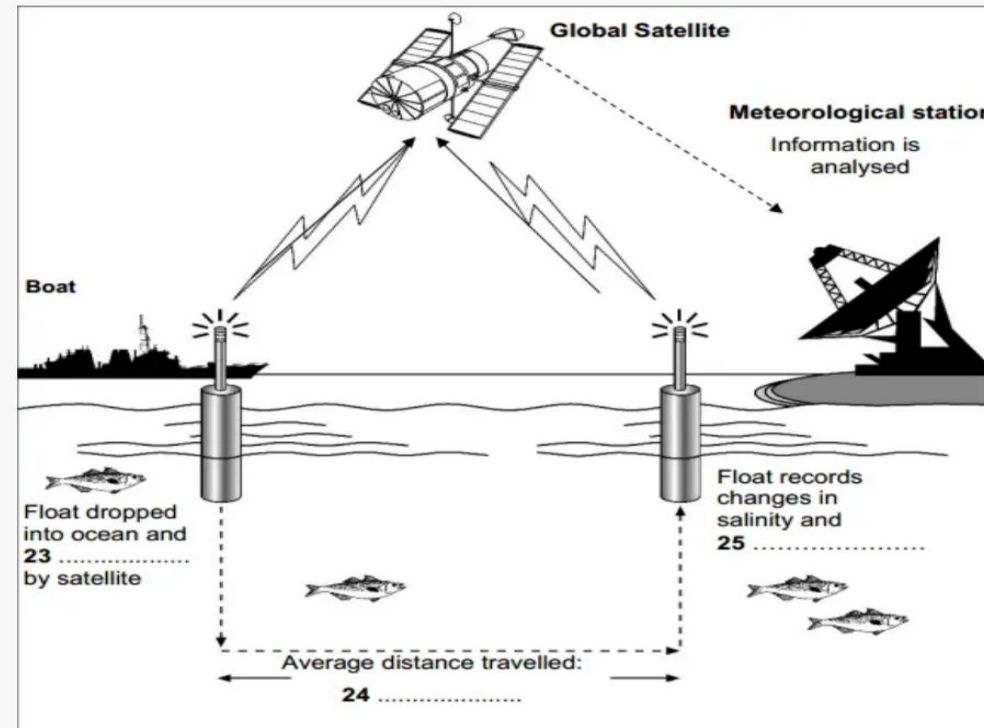 Global Satellite
Meteorological station
Information is
analysed
Boat
Float dropped
into ocean and
23 ...................
by satellite
Float records
changes in
salinity and
25 .........................
Average distance travelled:
24 .....................